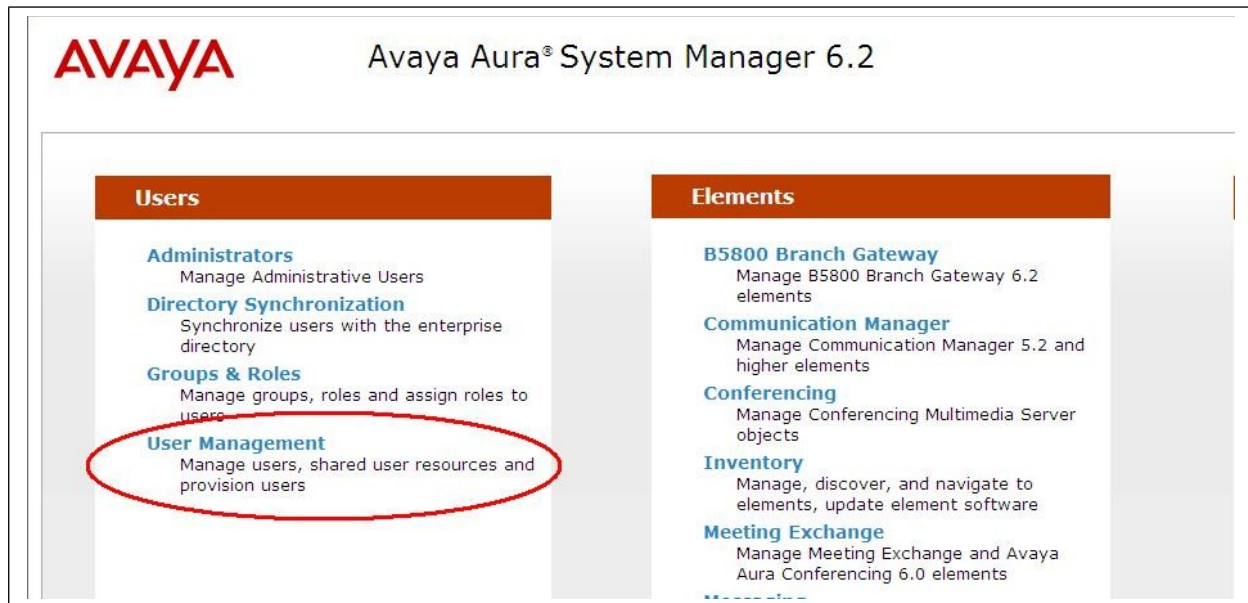 AVAYA
Avaya Aura® System Manager 6.2
Users
Administrators
Manage Administrative Users
Directory Synchronization
Synchronize users with the enterprise
directory
Groups & Roles
Manage groups, roles and assign roles to
users
User Management
Manage users, shared user resources and
provision users
Elements
B5800 Branch Gateway
Manage B5800 Branch Gateway 6.2
elements
Communication Manager
Manage Communication Manager 5.2 and
higher elements
Conferencing
Manage Conferencing Multimedia Server
objects
Inventory
Manage, discover, and navigate to
elements, update element software
Meeting Exchange
Manage Meeting Exchange and Avaya
Aura Conferencing 6.0 elements